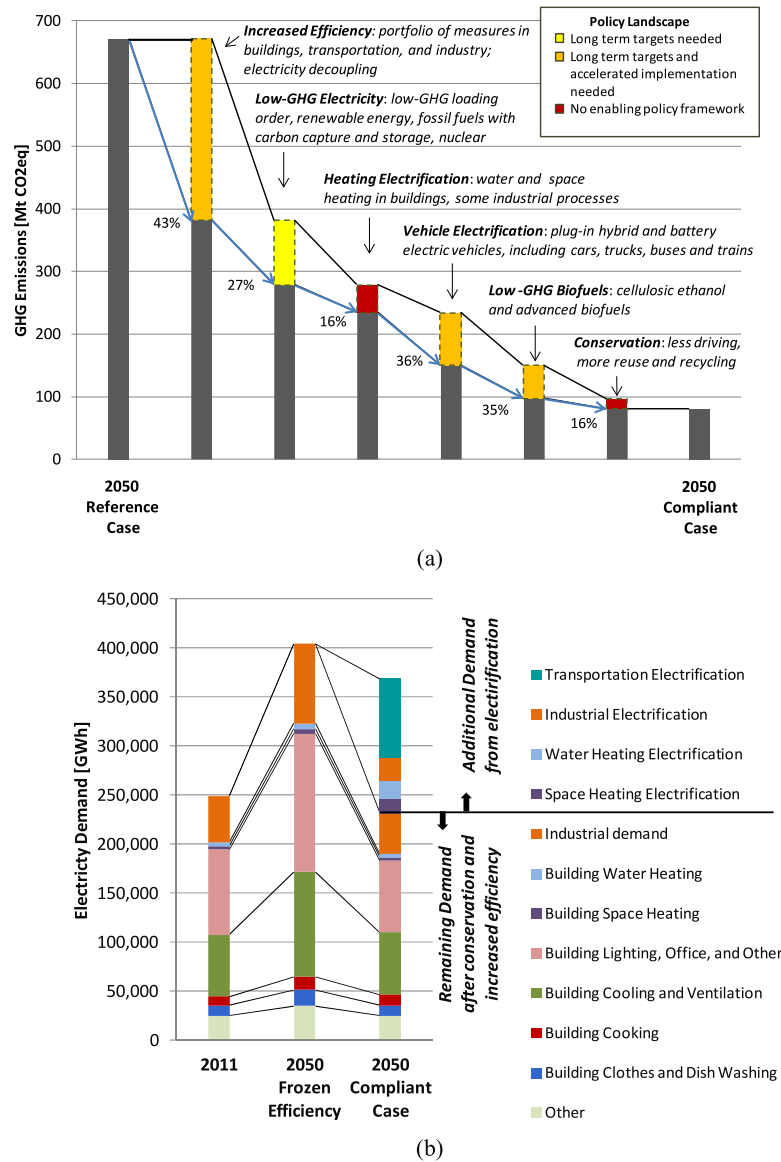 700
600
500
400
300
200
100
0
GHG Emissions [Mt CO2eq]
Increased Efficiency: portfolio of measures in
buildings, transportation, and industry;
electricity decoupling
Low-GHG Electricity: low-GHG loading
order, renewable energy, fossil fuels with
carbon capture and storage, nuclear
Heating Electrification: water and space
heating in buildings, some industrial processes
Vehicle Electrification: plug-in hybrid and battery
electric vehicles, including cars, trucks, buses and trains
Low -GHG Biofuels: cellulosic ethanol
and advanced biofuels
Conservation: less driving,
more reuse and recycling
Policy Landscape
Long term targets needed
Long term targets and
accelerated implementation
needed
No enabling policy framework
43%
27%
16%
36%
35%
16%
2050
Reference
Case
2050
Compliant
Case
(a)
450,000
400,000
350,000
300,000
250,000
200,000
150,000
100,000
50,000
0
Electricty Demand [GWh]
2011
2050
Frozen
Efficiency
2050
Compliant
Case
Additional Demand
from electirification
Remaining Demand
after conservation and
increased efficiency
Transportation Electrification
Industrial Electrification
Water Heating Electrification
Space Heating Electrification
Industrial demand
Building Water Heating
Building Space Heating
Building Lighting, Office, and Other
Building Cooling and Ventilation
Building Cooking
Building Clothes and Dish Washing
Other
(b)